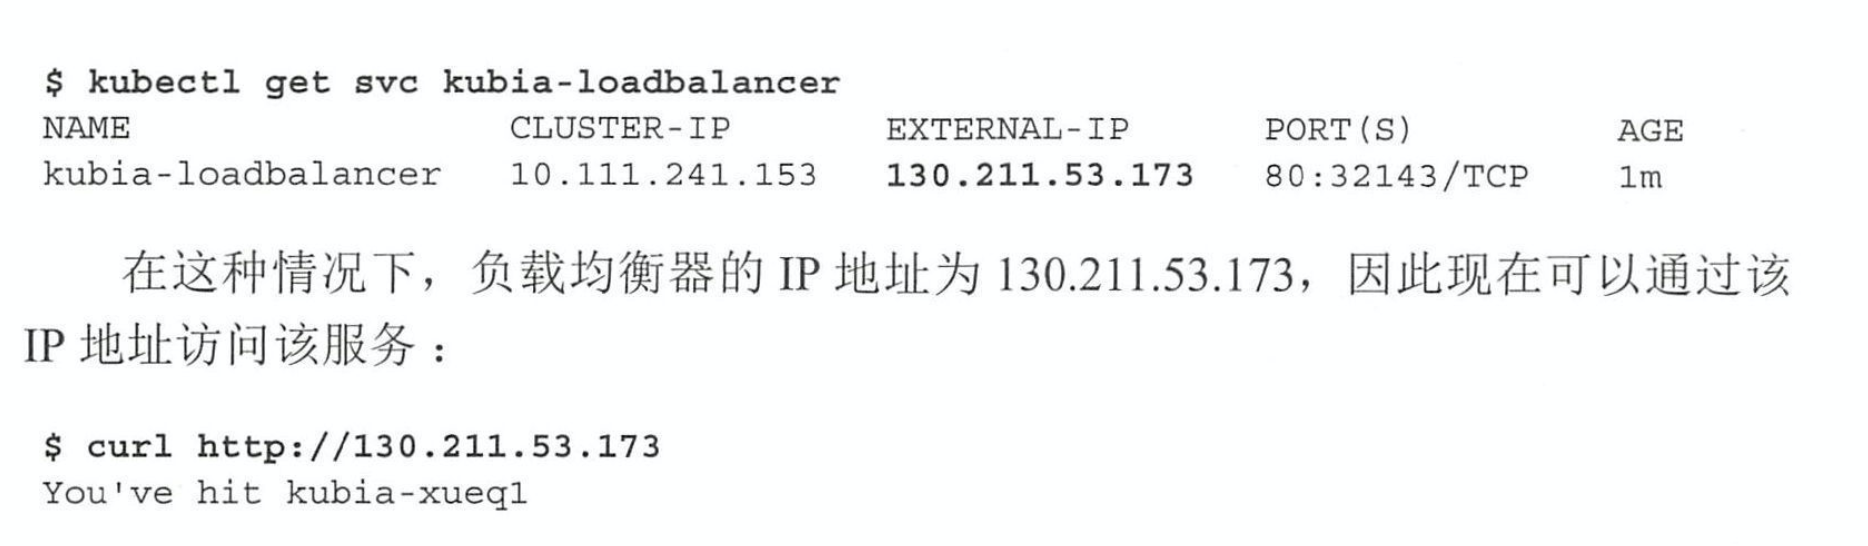 $ kubectl get svc kubia-loadbalancer
NAME CLUSTER-IP EXTERNAL-IP PORT(S) AGE
kubia-loadbalancer 10.111.241.153 130.211.53.173 80:32143/TCP 1m
在这种情况下，负载均衡器的 IP 地址为 130.211.53.173，因此现在可以通过该
IP 地址访问该服务：
$ curl http://130.211.53.173
You've hit kubia-xueq1